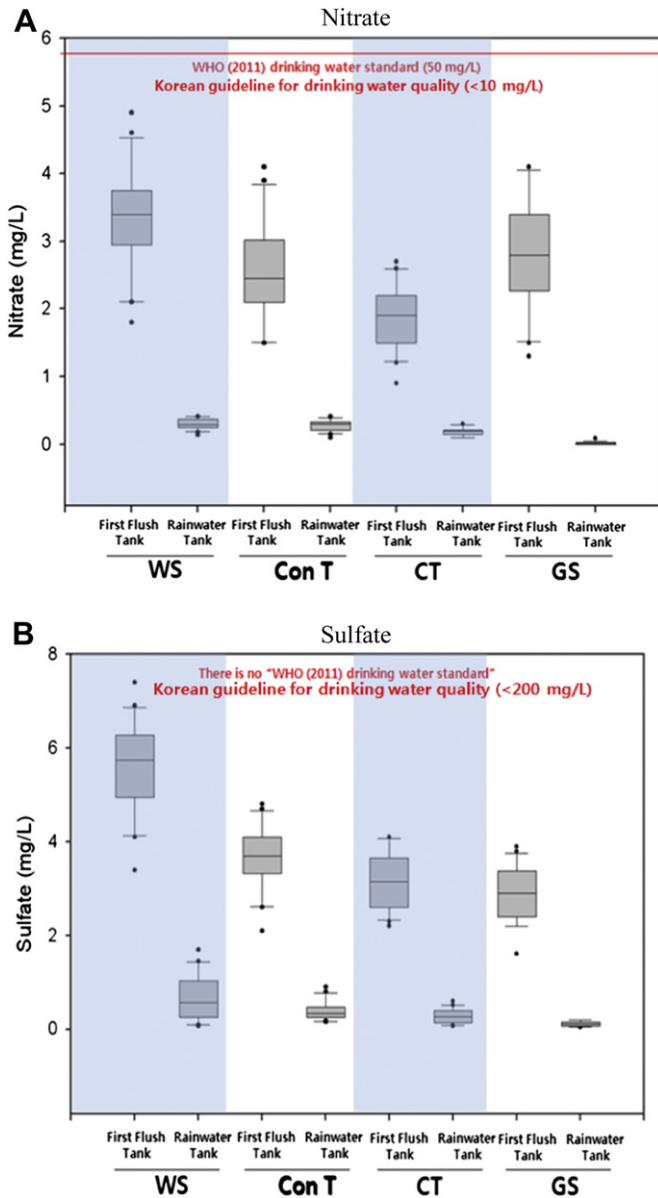 A
Nitrate
6
WHO (2011) drinking water standard (50 mg/L)
Korean guideline for drinking water quality (<10 mg/L)
5
4
3
2
1
0
Nitrate (mg/L)
First Flush Rainwater First Flush Rainwater First Flush Rainwater First Flush Rainwater
Tank Tank Tank Tank Tank Tank Tank Tank
WS Con T CT GS
B
Sulfate
8
There is no "WHO (2011) drinking water standard"
Korean guideline for drinking water quality (<200 mg/L)
6
4
2
0
Sulfate (mg/L)
First Flush Rainwater First Flush Rainwater First Flush Rainwater First Flush Rainwater
Tank Tank Tank Tank Tank Tank Tank Tank
WS Con T CT GS